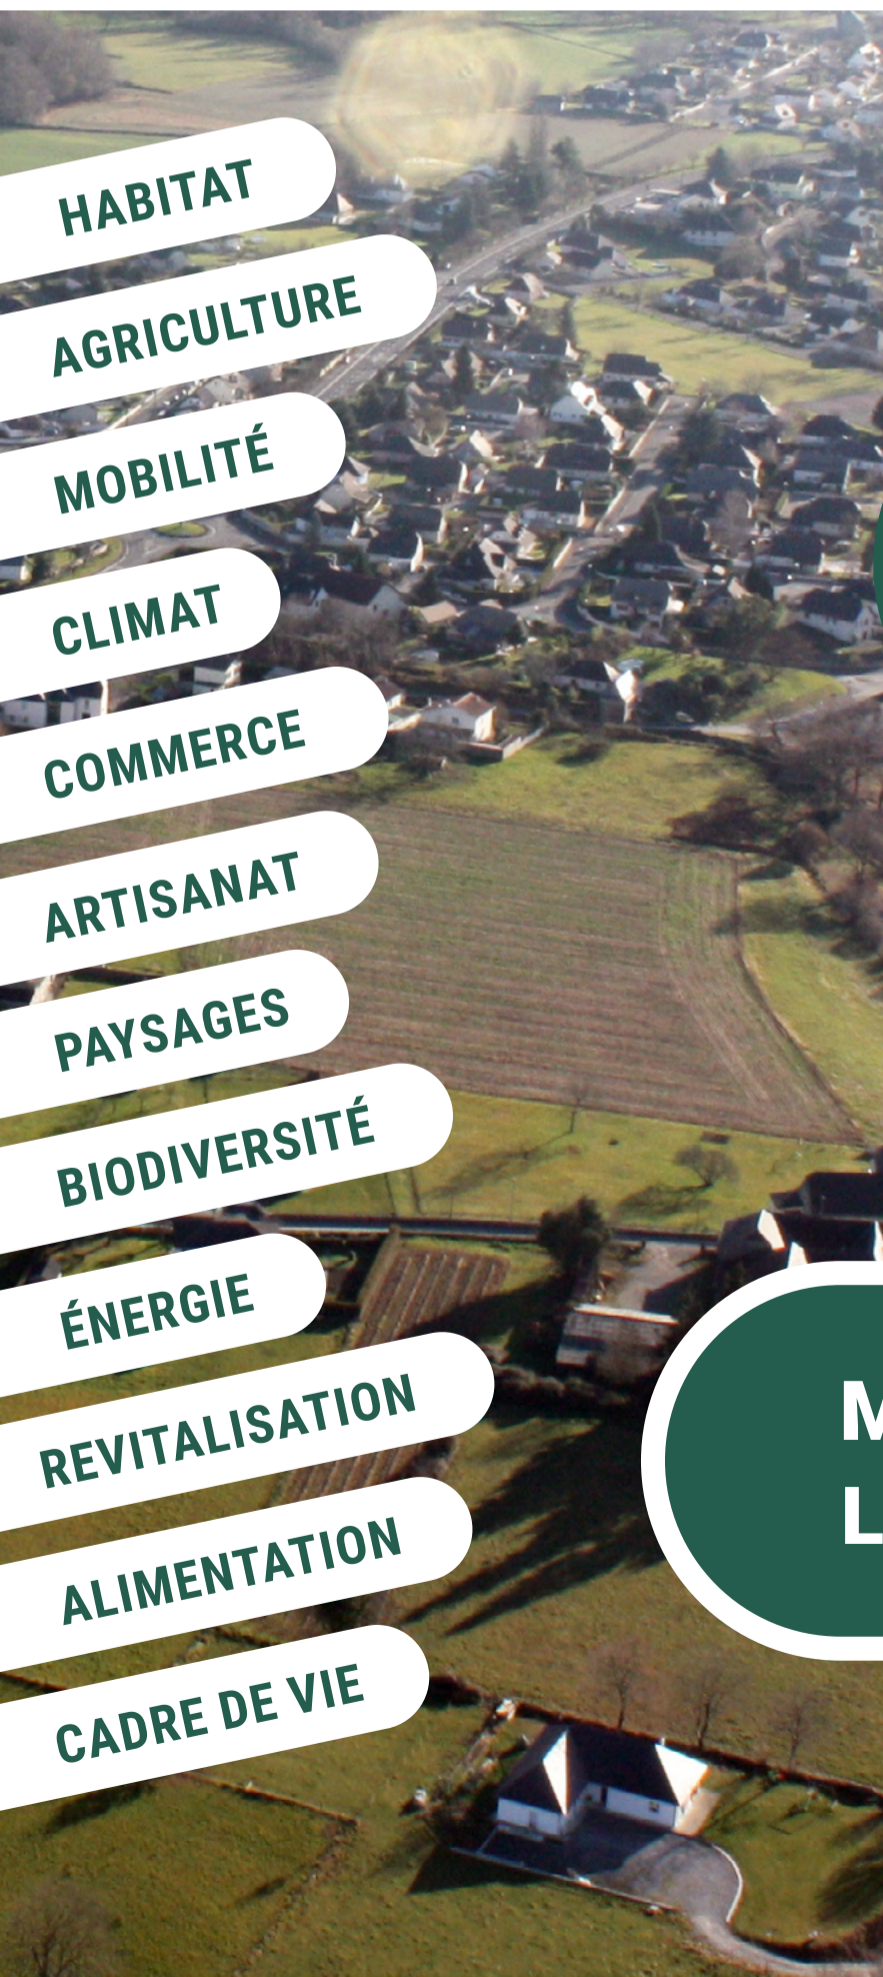 HABITAT
AGRICULTURE
MOBILITÉ
CLIMAT
COMMERCE
ARTISANAT
PAYSAGES
BIODIVERSITÉ
ÉNERGIE
REVITALISATION
ALIMENTATION
CADRE DE VIE